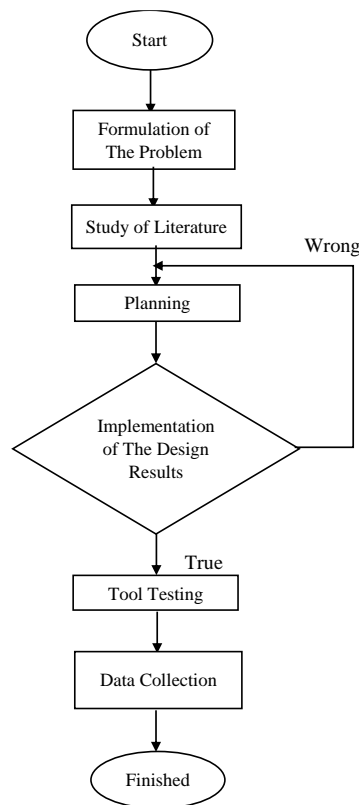 Start
Formulation of
The Problem
Study of Literature
Wrong
Planning
Implementation
of The Design
Results
True
Tool Testing
Data Collection
Finished